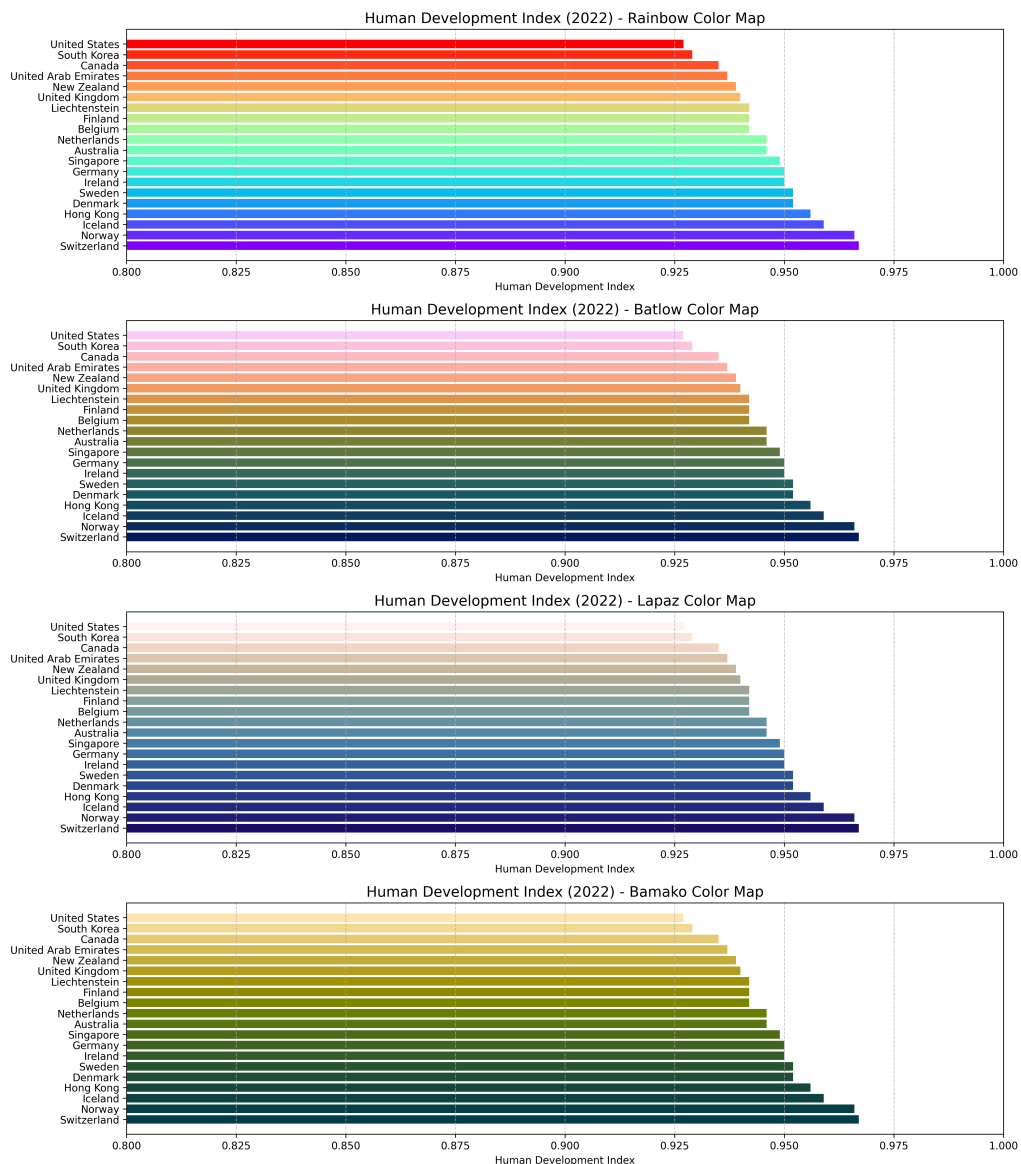 Human Development Index (2022) - Rainbow Color Map
United States
South Korea
Canada
United Arab Emirates
New Zealand
United Kingdom
Liechtenstein
Finland
Belgium
Netherlands
Australia
Singapore
Germany
Ireland
Sweden
Denmark
Hong Kong
Iceland
Norway
Switzerland
0.800 0.825 0.850 0.875 0.900 0.925 0.950 0.975 1.000
Human Development Index
Human Development Index (2022) - Batlow Color Map
United States
South Korea
Canada
United Arab Emirates
New Zealand
United Kingdom
Liechtenstein
Finland
Belgium
Netherlands
Australia
Singapore
Germany
Ireland
Sweden
Denmark
Hong Kong
Iceland
Norway
Switzerland
0.800 0.825 0.850 0.875 0.900 0.925 0.950 0.975 1.000
Human Development Index
Human Development Index (2022) - Lapaz Color Map
United States
South Korea
Canada
United Arab Emirates
New Zealand
United Kingdom
Liechtenstein
Finland
Belgium
Netherlands
Australia
Singapore
Germany
Ireland
Sweden
Denmark
Hong Kong
Iceland
Norway
Switzerland
0.800 0.825 0.850 0.875 0.900 0.925 0.950 0.975 1.000
Human Development Index
Human Development Index (2022) - Bamako Color Map
United States
South Korea
Canada
United Arab Emirates
New Zealand
United Kingdom
Liechtenstein
Finland
Belgium
Netherlands
Australia
Singapore
Germany
Ireland
Sweden
Denmark
Hong Kong
Iceland
Norway
Switzerland
0.800 0.825 0.850 0.875 0.900 0.925 0.950 0.975 1.000
Human Development Index